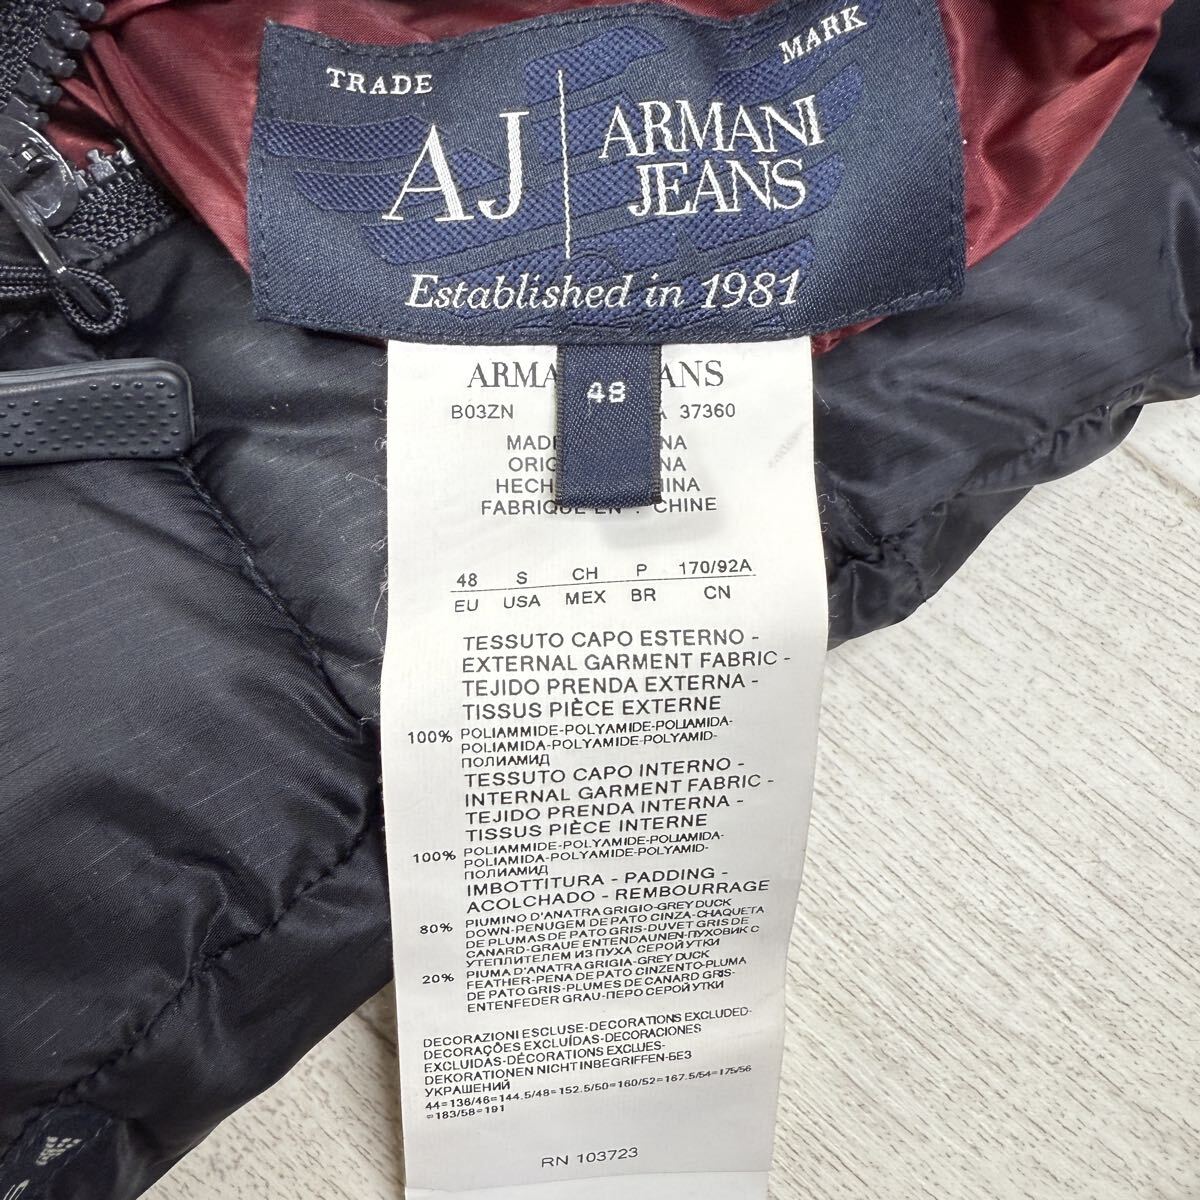 TRADE MARK
AJ ARMANI
JEANS
Established in 1981
48
B03ZN 37360
MADE
FABRIQUE EN : CHINE
48 S CH P 170/92A
EU USA MEX BR CN
TESSUTO CAPO ESTERNO -
EXTERNAL GARMENT FABRIC -
TEJIDO PRENDA EXTERNA -
TISSUS PIÈCE EXTERNE
100% POLIAMMIDE-POLYAMIDE-POLIAMIDA-
POLIAMIDA-POLYAMIDE-POLYAMID-
ПОЛИАМИД
TESSUTO CAPO INTERNO -
INTERNAL GARMENT FABRIC -
TEJIDO PRENDA INTERNA -
TISSUS PIÈCE INTERNE
100% POLIAMMIDE-POLYAMIDE-POLIAMIDA-
POLIAMIDA-POLYAMIDE-POLYAMID-
ПОЛИАМИД
IMBOTTITURA - PADDING -
ACOLCHADO - REMBOURRAGE
80% PIUMINO D'ANATRA GRIGIO-GREY DUCK
DOWN-PENUGEM DE PATO CINZA-CHAQUETA
DE PLUMAS DE PATO GRIS-DUVET GRIS DE
CANARD-GRAUE ENTENDAUNEN-ПУХОВИК С
УТЕПЛИТЕЛЕМ ИЗ ПУХА СЕРОЙ УТКИ
20% PIUMA D'ANATRA GRIGIA-GREY DUCK
FEATHER-PENA DE PATO CINZENTO-PLUMA
DE PATO GRIS-PLUMES DE CANARD GRIS-
ENTENFEDER GRAU-ПЕРО СЕРОЙ УТКИ
DECORAZIONI ESCLUSE-DECORATIONS EXCLUDED-
DECORAÇÕES EXCLUÍDAS-DECORACIONES
EXCLUIDAS-DÉCORATIONS EXCLUES-
DEKORATIONEN NICHT INBEGRIFFEN-БЕЗ
УКРАШЕНИЙ
44=136/46=144.5/48=152.5/50=160/52=167.5/54=175/56
=183/58=191
RN 103723